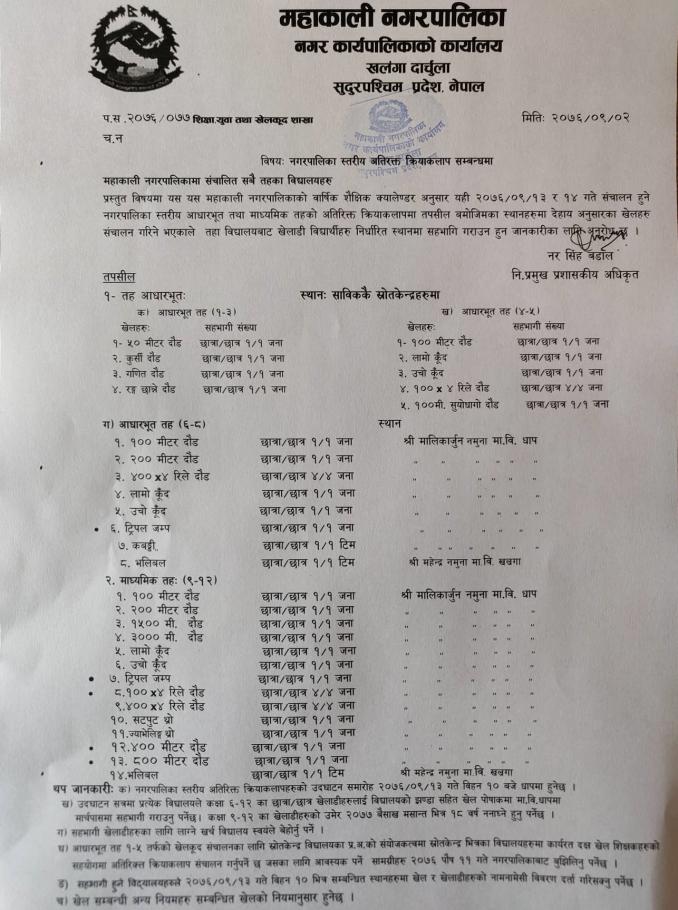 महाकाली नगरपालिका
नगर कार्यपालिकाको कार्यालय
खलंगा दार्चुला
सुदुरपश्चिम प्रदेश, नेपाल
प.स.२०७६/०७७ शिक्षा,युवा तथा खेलकूद शाखा
मितिः २०७६/०९/०२
च.न
महाकाली नगरपालिका
नगर कार्यपालिकाको कार्यालय
विषयः नगरपालिका स्तरीय अतिरिक्त क्रियाकलाप सम्बन्धमा
महाकाली नगरपालिकामा संचालित सबै तहका विद्यालयहरु
प्रस्तुत विषयमा यस यस महाकाली नगरपालिकाको वार्षिक शैक्षिक क्यालेण्डर अनुसार यही २०७६/०९/१३ र १४ गते संचालन हुने
नगरपालिका स्तरीय आधारभूत तथा माध्यमिक तहको अतिरिक्त क्रियाकलापमा तपसील बमोजिमका स्थानहरुमा देहाय अनुसारका खेलहरु
संचालन गरिने भएकाले तहा विद्यालयबाट खेलाडी विद्यार्थीहरु निर्धारित स्थानमा सहभागि गराउन हुन जानकारीका लागि अनुरोध छ ।
नर सिंह बडाल
नि.प्रमुख प्रशासकीय अधिकृत
तपसील
१- तह आधारभूतः स्थानः साविककै स्रोतकेन्द्रहरुमा
क) आधारभूत तह (१-३)
खेलहरुः सहभागी संख्या
१- ५० मीटर दौड छात्रा/छात्र १/१ जना
२. कुर्सी दौड छात्रा/छात्र १/१ जना
३. गणित दौड छात्रा/छात्र १/१ जना
४. रङ्ग छान्ने दौड छात्रा/छात्र १/१ जना
ख) आधारभूत तह (४-५)
खेलहरुः सहभागी संख्या
१- १०० मीटर दौड छात्रा/छात्र १/१ जना
२. लामो कूँद छात्रा/छात्र १/१ जना
३. उचो कूँद छात्रा/छात्र १/१ जना
४. १०० x ४ रिले दौड छात्रा/छात्र ४/४ जना
५. १००मी. सुयोधागो दौड छात्रा/छात्र १/१ जना
ग) आधारभूत तह (६-८) स्थान
१. १०० मीटर दौड छात्रा/छात्र १/१ जना श्री मालिकार्जुन नमुना मा.वि. धाप
२. २०० मीटर दौड छात्रा/छात्र १/१ जना ,, ,, ,, ,, ,, ,,
३. ४०० x४ रिले दौड छात्रा/छात्र ४/४ जना ,, ,, ,, ,, ,, ,,
४. लामो कूँद छात्रा/छात्र १/१ जना ,, ,, ,, ,, ,, ,,
५. उचो कूँद छात्रा/छात्र १/१ जना ,, ,, ,, ,, ,, ,,
• ६. ट्रिपल जम्प छात्रा/छात्र १/१ जना ,, ,, ,, ,, ,, ,,
७. कबड्डी छात्रा/छात्र १/१ टिम ,, ,, ,, ,, ,, ,,
८. भलिबल छात्रा/छात्र १/१ टिम श्री महेन्द्र नमुना मा.वि. खलंगा
२. माध्यमिक तहः (९-१२)
१. १०० मीटर दौड छात्रा/छात्र १/१ जना श्री मालिकार्जुन नमुना मा.वि. धाप
२. २०० मीटर दौड छात्रा/छात्र १/१ जना ,, ,, ,, ,, ,, ,,
३. १५०० मी. दौड छात्रा/छात्र १/१ जना ,, ,, ,, ,, ,, ,,
४. ३००० मी. दौड छात्रा/छात्र १/१ जना ,, ,, ,, ,, ,, ,,
५. लामो कूँद छात्रा/छात्र १/१ जना ,, ,, ,, ,, ,, ,,
६. उचो कूँद छात्रा/छात्र १/१ जना ,, ,, ,, ,, ,, ,,
• ७. ट्रिपल जम्प छात्रा/छात्र १/१ जना ,, ,, ,, ,, ,, ,,
• ८.१०० x४ रिले दौड छात्रा/छात्र ४/४ जना ,, ,, ,, ,, ,, ,,
९.४०० x४ रिले दौड छात्रा/छात्र ४/४ जना ,, ,, ,, ,, ,, ,,
१०. सटपुट थ्रो छात्रा/छात्र १/१ जना ,, ,, ,, ,, ,, ,,
११.ज्याभेलिङ्ग थ्रो छात्रा/छात्र १/१ जना ,, ,, ,, ,, ,, ,,
• १२.४०० मीटर दौड छात्रा/छात्र १/१ जना ,, ,, ,, ,, ,, ,,
• १३. ८०० मीटर दौड छात्रा/छात्र १/१ जना ,, ,, ,, ,, ,, ,,
१४.भलिबल छात्रा/छात्र १/१ टिम श्री महेन्द्र नमुना मा.वि. खलंगा
थप जानकारीः क) नगरपालिका स्तरीय अतिरिक्त क्रियाकलापहरुको उदघाटन समारोह २०७६/०९/१३ गते विहन १० बजे धापमा हुनेछ ।
ख) उदघाटन सत्रमा प्रत्येक विद्यालयले कक्षा ६-१२ का छात्रा/छात्र खेलाडीहरुलाई विद्यालयको झण्डा सहित खेल पोषाकमा मा.वि.धापमा
मार्चपासमा सहभागी गराउनु पर्नेछ। कक्षा ९-१२ का खेलाडीहरुको उमेर २०७७ बैसाख मसान्त भित्र १८ वर्ष ननाघ्ने हुनु पर्नेछ ।
ग) सहभागी खेलाडीहरुका लागि लाग्ने खर्च विद्यालय स्वयंले बेहोर्नु पर्ने ।
घ) आधारभूत तह १-५ तर्फको खेलकूद संचालनका लागि स्रोतकेन्द्र विद्यालयका प्र.अ.को संयोजकत्वमा स्रोतकेन्द्र भित्रका विद्यालयहरुमा कार्यरत दक्ष खेल शिक्षकहरुको
सहयोगमा अतिरिक्त क्रियाकलाप संचालन गर्नुपर्ने छ जसका लागि आवश्यक पर्ने सामग्रीहरु २०७६ पौष ११ गते नगरपालिकाबाट बुझिलिनु पर्नेछ ।
ङ) सहभागी हुने विद्यालयहरुले २०७६/०९/१३ गते विहन १० भित्र सम्बन्धित स्थानहरुमा खेल र खेलाडीहरुको नामनामेसी विवरण दर्ता गरिसक्नु पर्नेछ ।
च) खेल सम्बन्धी अन्य नियमहरु सम्बन्धित खेलको नियमानुसार हुनेछ ।